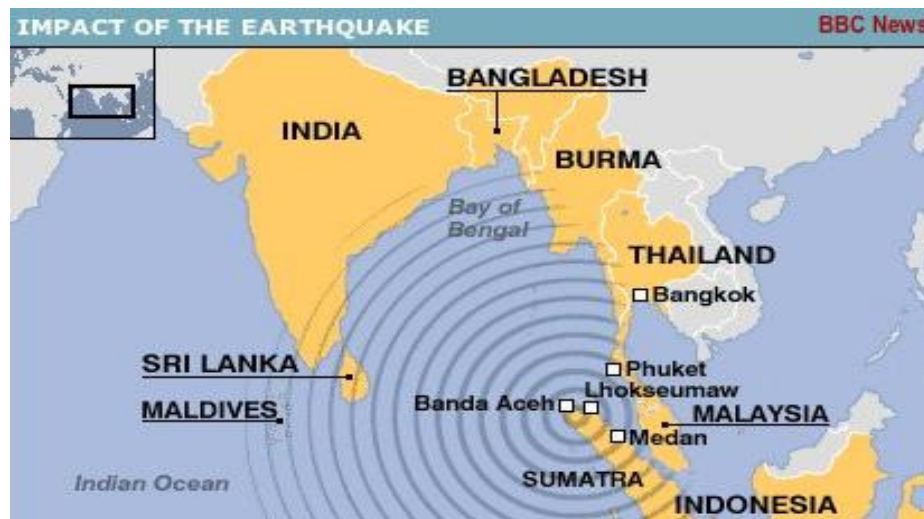 IMPACT OF THE EARTHQUAKE
BBC News
BANGLADESH
INDIA
BURMA
Bay of
Bengal
THAILAND
Bangkok
SRI LANKA
Phuket
Lhokseumaw
Banda Aceh
MALDIVES
MALAYSIA
Medan
SUMATRA
Indian Ocean
INDONESIA